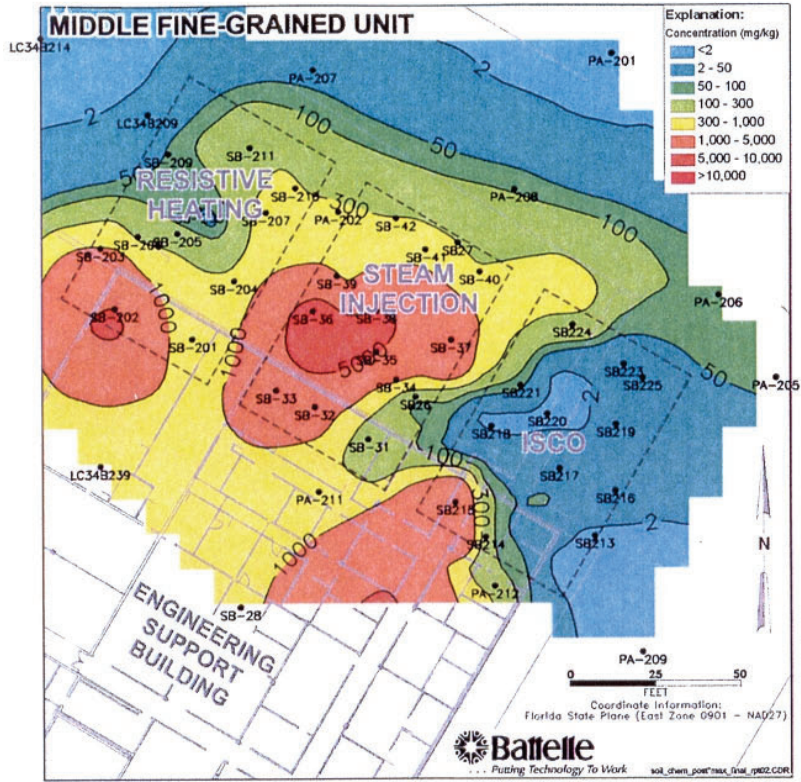 MIDDLE FINE-GRAINED UNIT
Explanation:
Concentration (mg/kg)
<2
2 - 50
50 - 100
100 - 300
300 - 1,000
1,000 - 5,000
5,000 - 10,000
>10,000
LC34B214
PA-207
2
PA-201
2
LC34B209
100
50
SB-209
SB-211
RESISTIVE
HEATING
SB-210
300
PA-208
SB-207
PA-202
SB-42
100
SB-205
SB-203
SB27
SB-41
STEAM
INJECTION
SB-40
SB-39
SB-204
PA-206
1000
SB-202
SB-36
SB-38
SB224
SB-201
1000
SB-35
SB-37
5000
50
SB223
SB225
PA-205
SB-34
SB221
SB-33
SB26
SB-32
SB220
SB218
ISCO
SB219
SB-31
100
LC34B239
SB217
PA-211
SB216
SB215
300
2
1000
SB214
SB213
PA-212
N
SB-28
ENGINEERING
SUPPORT
BUILDING
PA-209
0
25
50
FEET
Coordinate Information:
Florida State Plane (East Zone 0901 - NAD27)
Battelle
. . . Putting Technology To Work